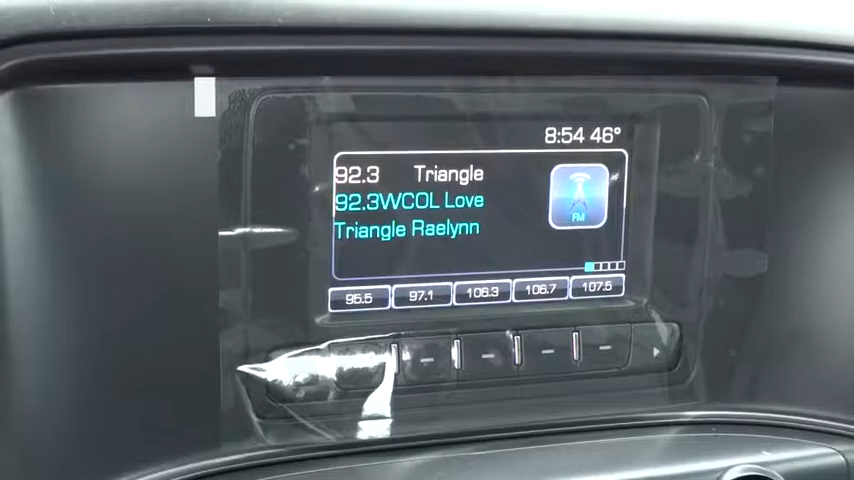 8:54 46°
92.3 Triangle
92.3WCOL Love
Triangle Raelynn
FM
95.5 97.1 106.3 106.7 107.5